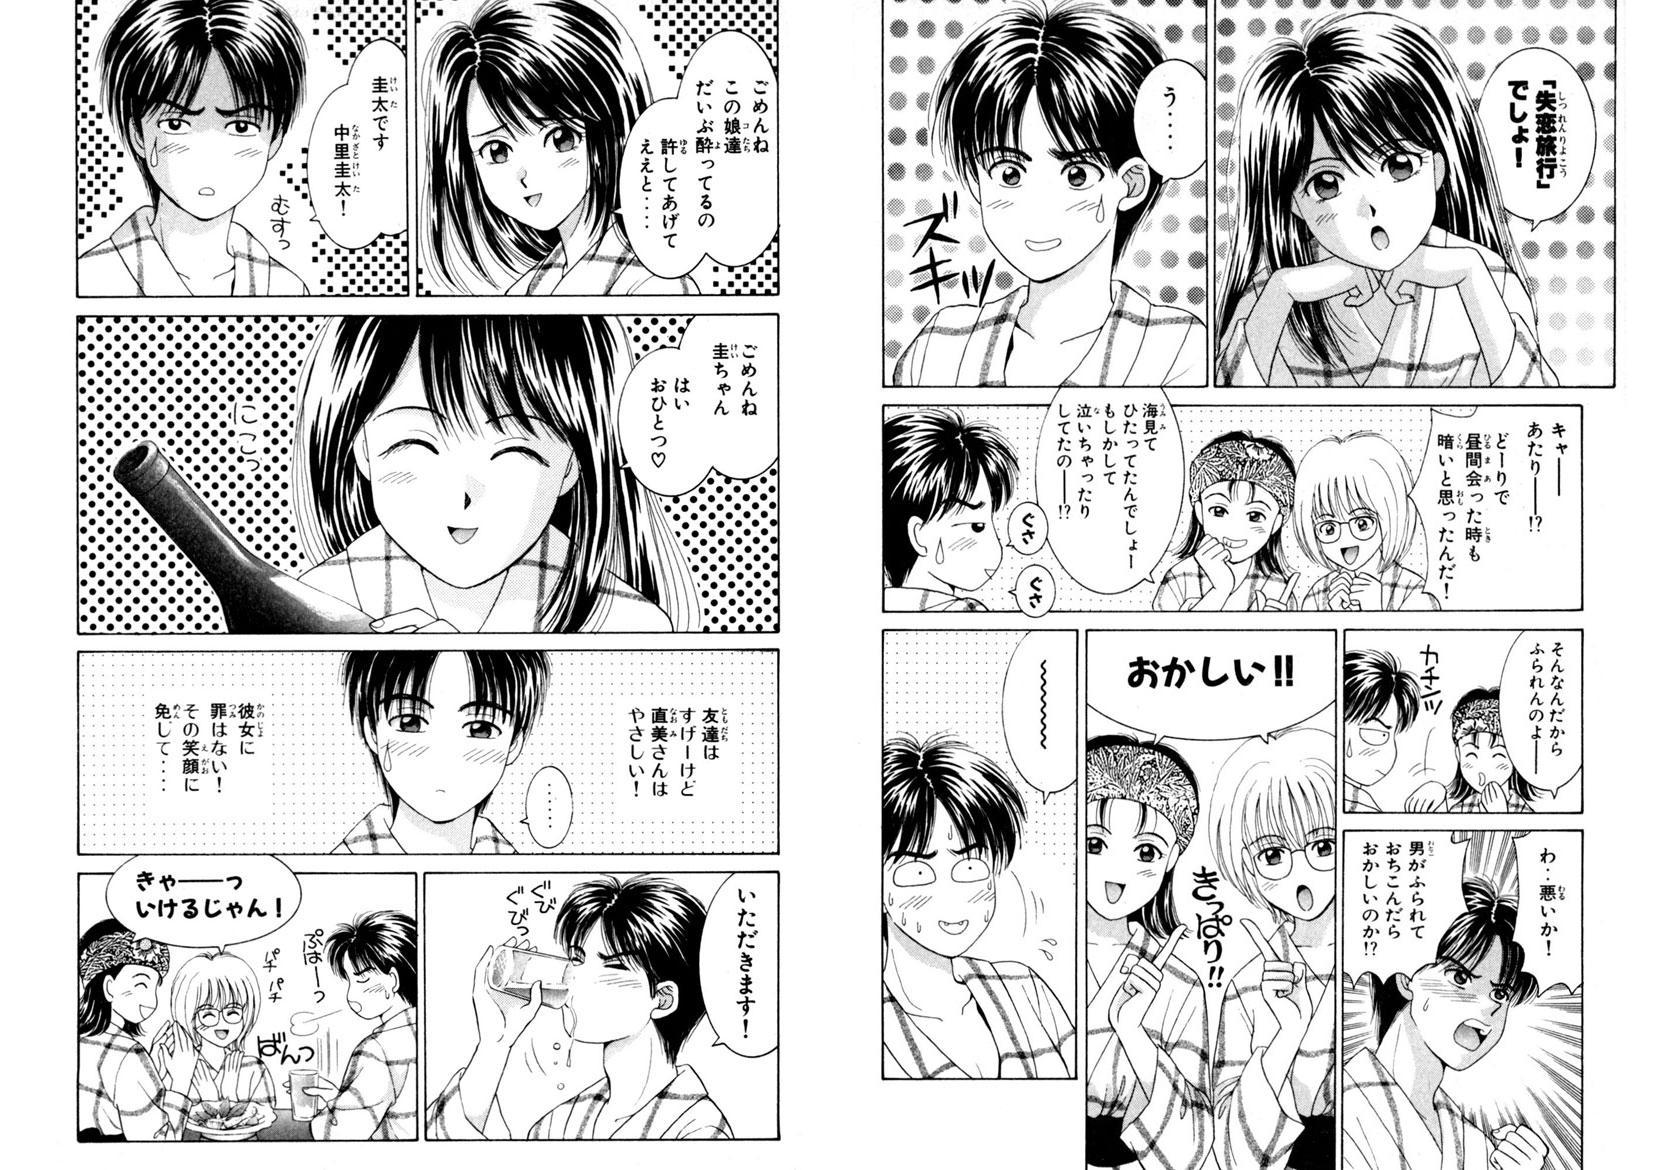 「失恋旅行」
でしょ！
う‥‥
ズキッ
キャ――
あたり――!?
どーりで
昼間会った時も
暗いと思ったんだ！
海見て
ひたってたんでしょー
もしかして
泣いちゃったり
してたの――!?
ぐさ
ぐさ
そんなんだから
ふられんのよ――
カチンッ
わ‥悪いか！
男がふられて
おちこんだら
おかしいのか!?
おかしい!!
きっぱり!!
ごめんね
この娘達
だいぶ酔ってるの
許してあげて
ええと‥‥
圭太です
中里圭太！
むすっ
ごめんね
圭ちゃん
はい
おひとつ♡
にこっ
友達は
すげーけど
直美さんは
やさしい！
‥‥‥
彼女に
罪はない！
その笑顔に
免して‥‥
いただきます！
ぐび
ぐびっ
きゃ――っ
いけるじゃん！
ぷはーっ
パチ
パチ
ばんっ